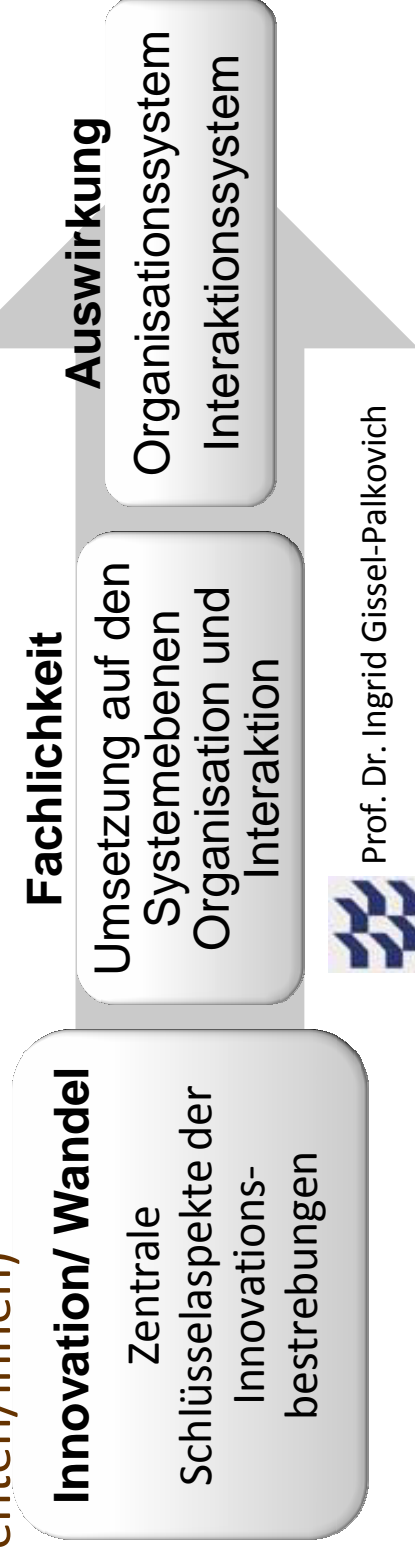 Innovation/ Wandel
Zentrale
Schlüsselaspekte der
Innovations-
bestrebungen
Fachlichkeit
Umsetzung auf den
Systemebenen
Organisation und
Interaktion
Auswirkung
Organisationssystem
Interaktionssystem
Prof. Dr. Ingrid Gissel-Palkovich